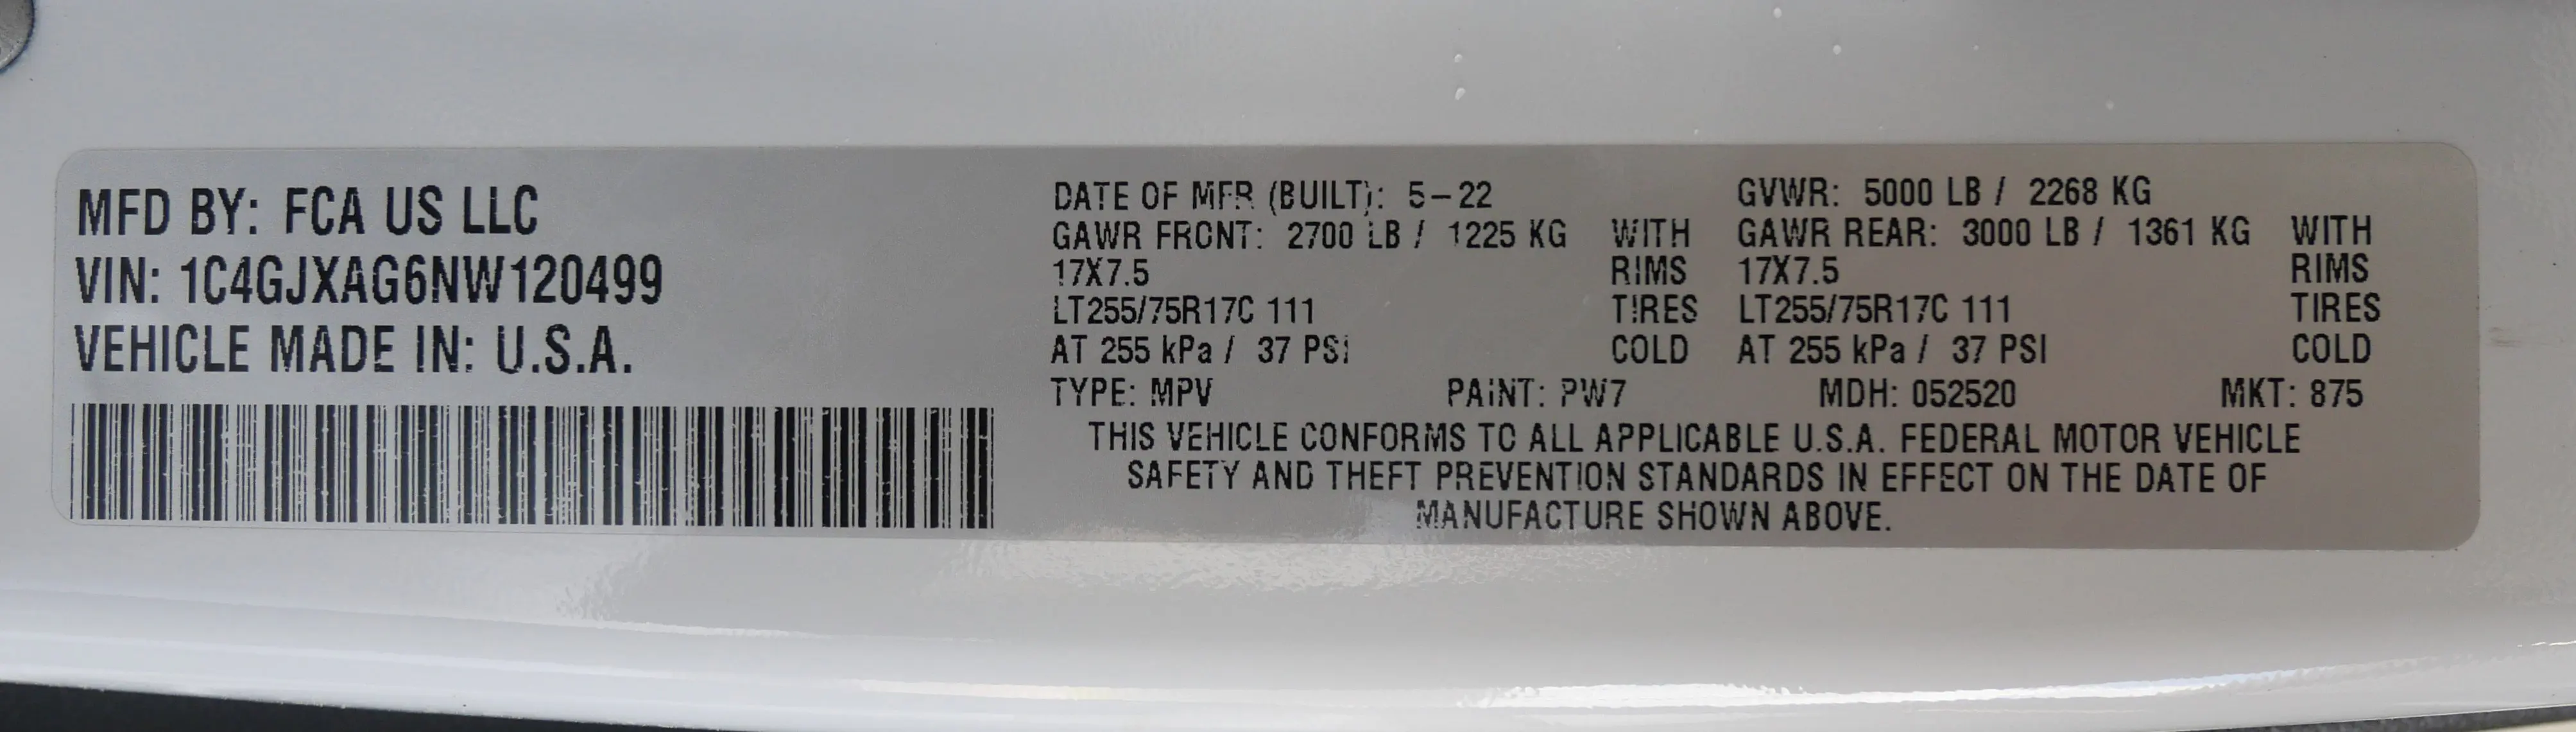 MFD BY: FCA US LLC
VIN: 1C4GJXAG6NW120499
VEHICLE MADE IN: U.S.A.
DATE OF MFR (BUILT): 5-22 GVWR: 5000 LB / 2268 KG
GAWR FRONT: 2700 LB / 1225 KG WITH GAWR REAR: 3000 LB / 1361 KG WITH
17X7.5 RIMS 17X7.5 RIMS
LT255/75R17C 111 TIRES LT255/75R17C 111 TIRES
AT 255 kPa / 37 PSI COLD AT 255 kPa / 37 PSI COLD
TYPE: MPV PAINT: PW7 MDH: 052520 MKT: 875
THIS VEHICLE CONFORMS TO ALL APPLICABLE U.S.A. FEDERAL MOTOR VEHICLE
SAFETY AND THEFT PREVENTION STANDARDS IN EFFECT ON THE DATE OF
MANUFACTURE SHOWN ABOVE.